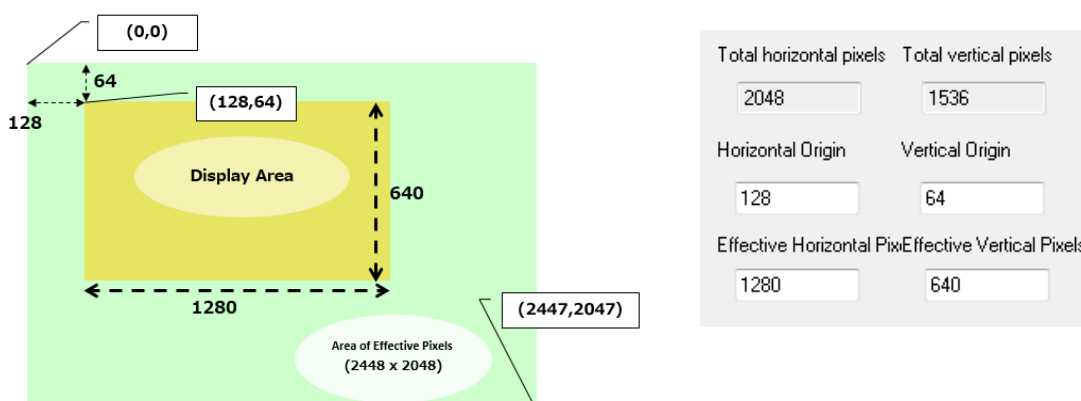 (0,0)
64
(128,64)
128
Display Area
640
1280
(2447,2047)
Area of Effective Pixels
(2448 x 2048)
Total horizontal pixels Total vertical pixels
2048 1536
Horizontal Origin Vertical Origin
128 64
Effective Horizontal Pix Effective Vertical Pixels
1280 640